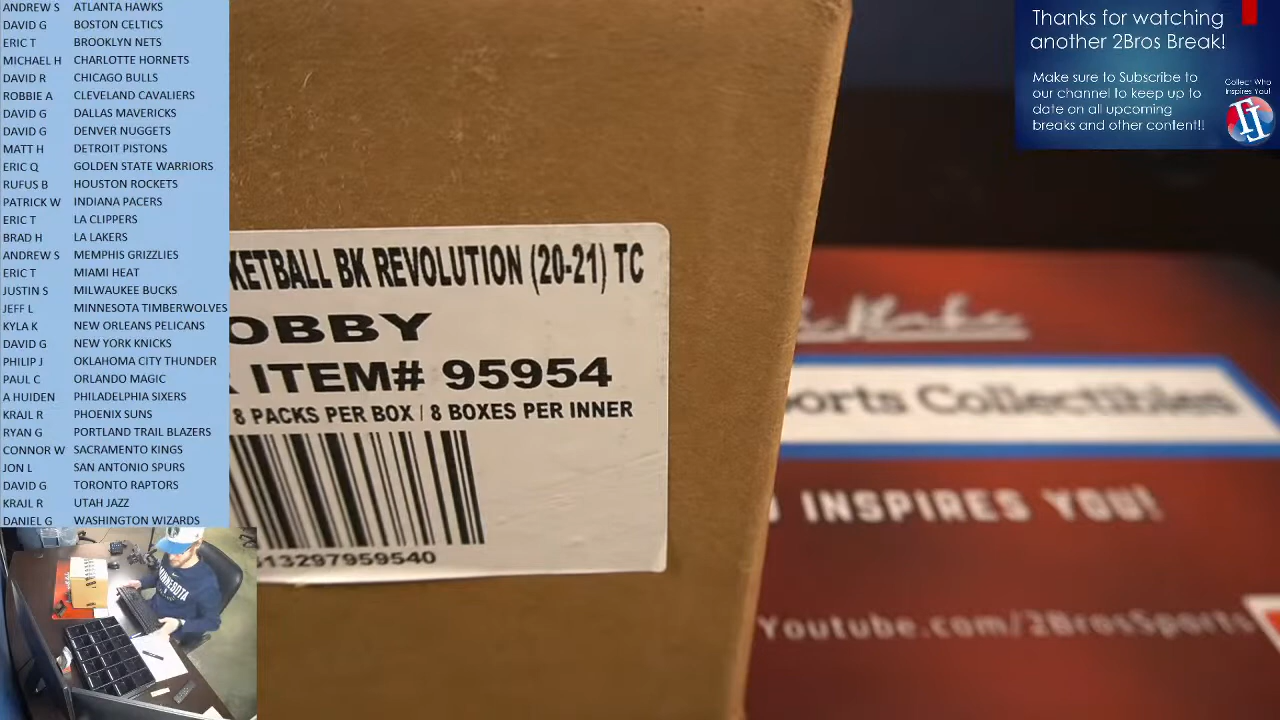 ANDREW S ATLANTA HAWKS
DAVID G BOSTON CELTICS
ERIC T BROOKLYN NETS
MICHAEL H CHARLOTTE HORNETS
DAVID R CHICAGO BULLS
ROBBIE A CLEVELAND CAVALIERS
DAVID G DALLAS MAVERICKS
DAVID G DENVER NUGGETS
MATT H DETROIT PISTONS
ERIC Q GOLDEN STATE WARRIORS
RUFUS B HOUSTON ROCKETS
PATRICK W INDIANA PACERS
ERIC T LA CLIPPERS
BRAD H LA LAKERS
ANDREW S MEMPHIS GRIZZLIES
ERIC T MIAMI HEAT
JUSTIN S MILWAUKEE BUCKS
JEFF L MINNESOTA TIMBERWOLVES
KYLA K NEW ORLEANS PELICANS
DAVID G NEW YORK KNICKS
PHILIP J OKLAHOMA CITY THUNDER
PAUL C ORLANDO MAGIC
A HUIDEN PHILADELPHIA SIXERS
KRAIL R PHOENIX SUNS
RYAN G PORTLAND TRAIL BLAZERS
CONNOR W SACRAMENTO KINGS
JON L SAN ANTONIO SPURS
DAVID G TORONTO RAPTORS
KRAIL R UTAH JAZZ
DANIEL G WASHINGTON WIZARDS
KETBALL BK REVOLUTION (20-21) TC
OBBY
ITEM# 95954
8 PACKS PER BOX / 8 BOXES PER INNER
13297959540
Thanks for watching
another 2Bros Break!
Make sure to Subscribe to
our channel to keep up to
date on all upcoming
breaks and other content!!
Collect Who
Inspires You!
orts Collectibles
INSPIRES YOU!
Youtube.com/2BrosSports
MINNESOTA